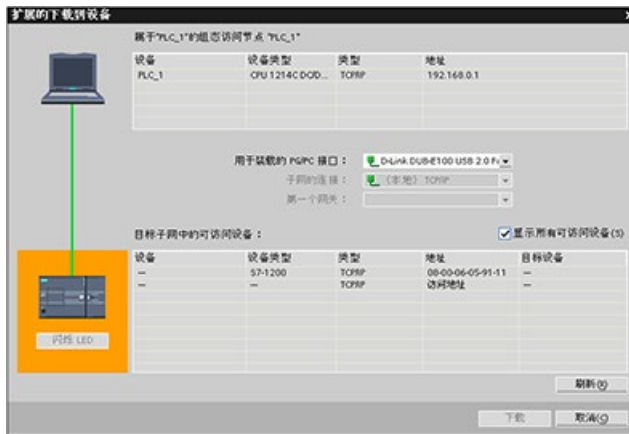 扩展的下载到设备
属于"PLC_1"的组态访问节点 "PLC_1"
设备 设备类型 类型 地址
PLC_1 CPU 1214C DC/D... TCP/IP 192.168.0.1
用于装载的 PG/PC 接口：
D-Link DUB-E100 USB 2.0 Fa
子网的连接：
（本地） TCP/IP
第一个网关：
目标子网中的可访问设备：
显示所有可访问设备(S)
设备 设备类型 类型 地址 目标设备
— S7-1200 TCP/IP 08-00-06-05-91-11 —
— — TCP/IP 访问地址 —
闪烁 LED
刷新(R)
下载 取消(C)